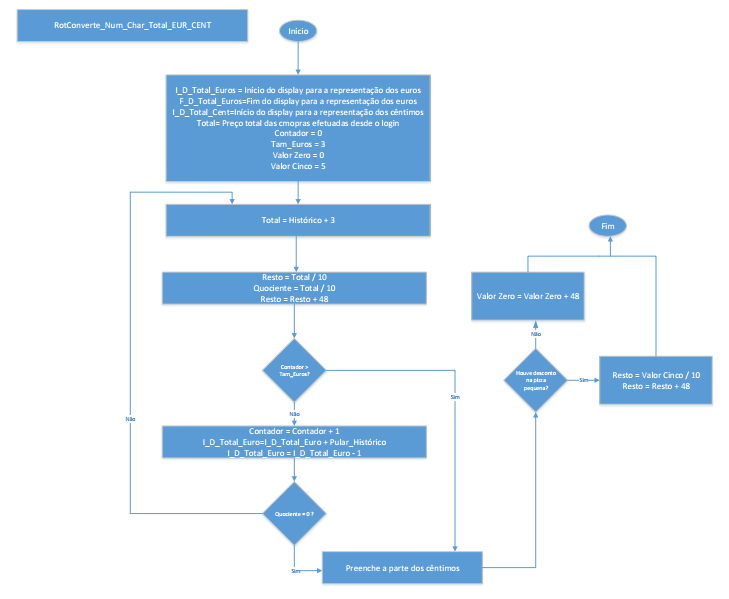 RotConverte_Num_Char_Total_EUR_CENT
Início
I_D_Total_Euros = Início do display para a representação dos euros
F_D_Total_Euros=Fim do display para a representação dos euros
I_D_Total_Cent=Início do display para a representação dos cêntimos
Total= Preço total das cmopras efetuadas desde o login
Contador = 0
Tam_Euros = 3
Valor Zero = 0
Valor Cinco = 5
Total = Histórico + 3
Resto = Total / 10
Quociente = Total / 10
Resto = Resto + 48
Contador >
Tam_Euros?
Sim
Não
Contador = Contador + 1
I_D_Total_Euro=I_D_Total_Euro + Pular_Histórico
I_D_Total_Euro = I_D_Total_Euro - 1
Não
Quociente = 0 ?
Sim
Preenche a parte dos cêntimos
Houve desconto
na pizza
pequena?
Não
Valor Zero = Valor Zero + 48
Sim
Resto = Valor Cinco / 10
Resto = Resto + 48
Fim